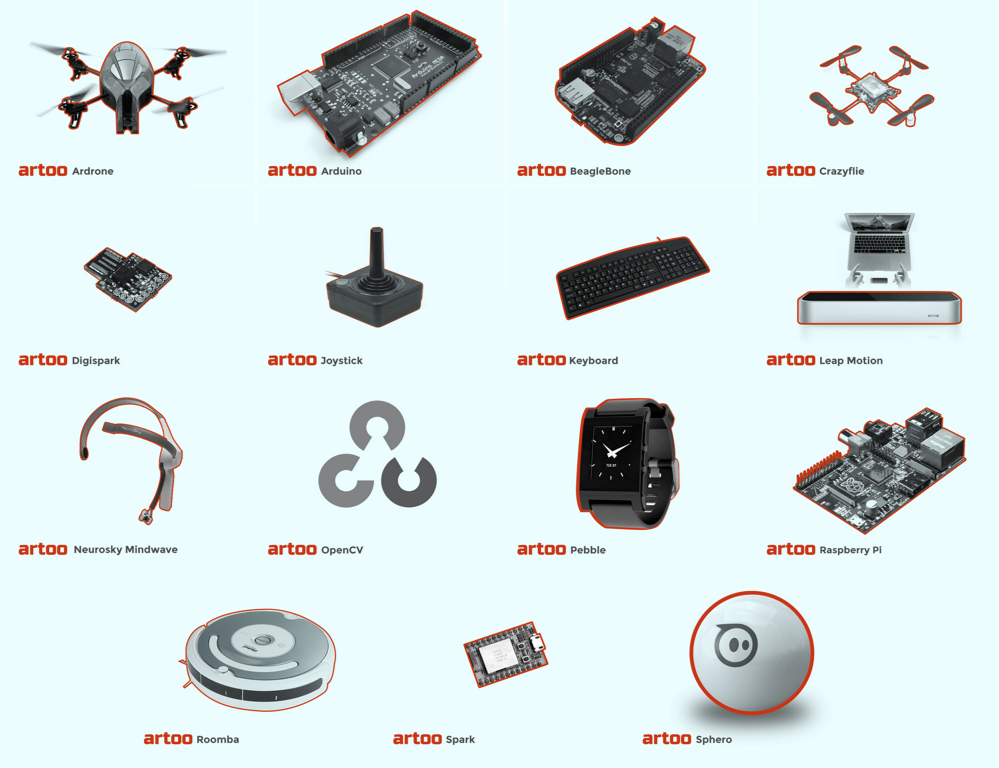 artoo Ardrone
artoo Arduino
artoo BeagleBone
artoo Crazyflie
artoo Digispark
artoo Joystick
artoo Keyboard
artoo Leap Motion
artoo Neurosky Mindwave
artoo OpenCV
artoo Pebble
artoo Raspberry Pi
artoo Roomba
artoo Spark
artoo Sphero